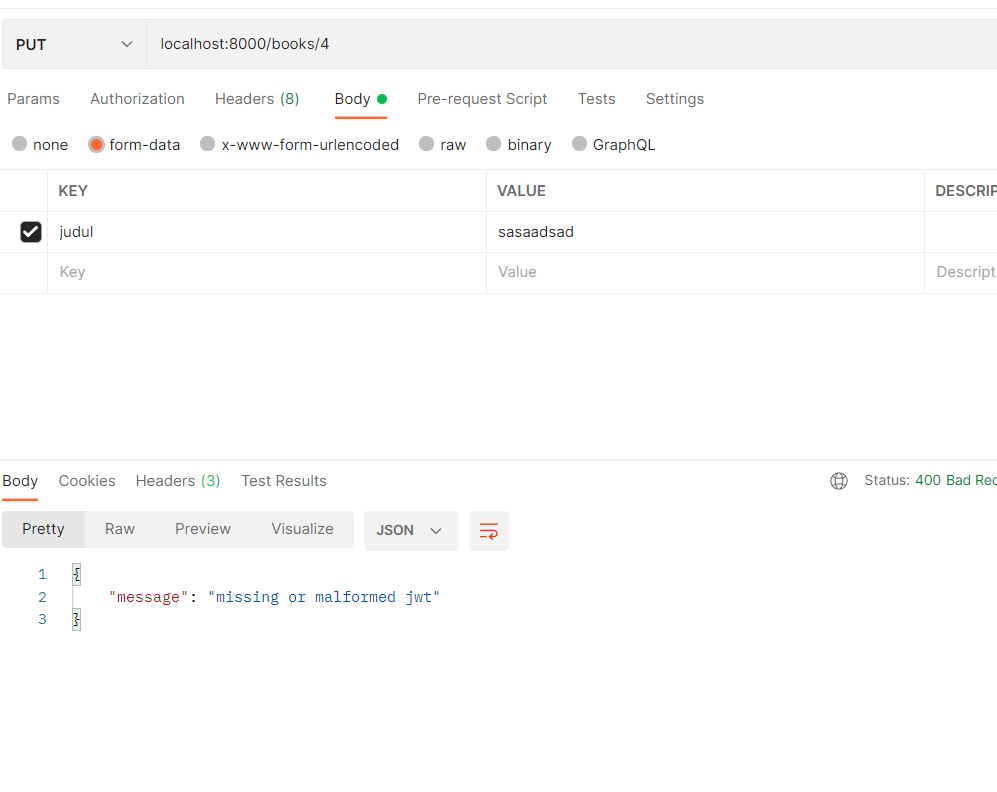 PUT localhost:8000/books/4
Params Authorization Headers (8) Body Pre-request Script Tests Settings
none form-data x-www-form-urlencoded raw binary GraphQL
KEY VALUE DESCRIP
judul sasaadsad
Key Value Descript
Body Cookies Headers (3) Test Results Status: 400 Bad Rec
Pretty Raw Preview Visualize JSON
1 {
2 "message": "missing or malformed jwt"
3 }